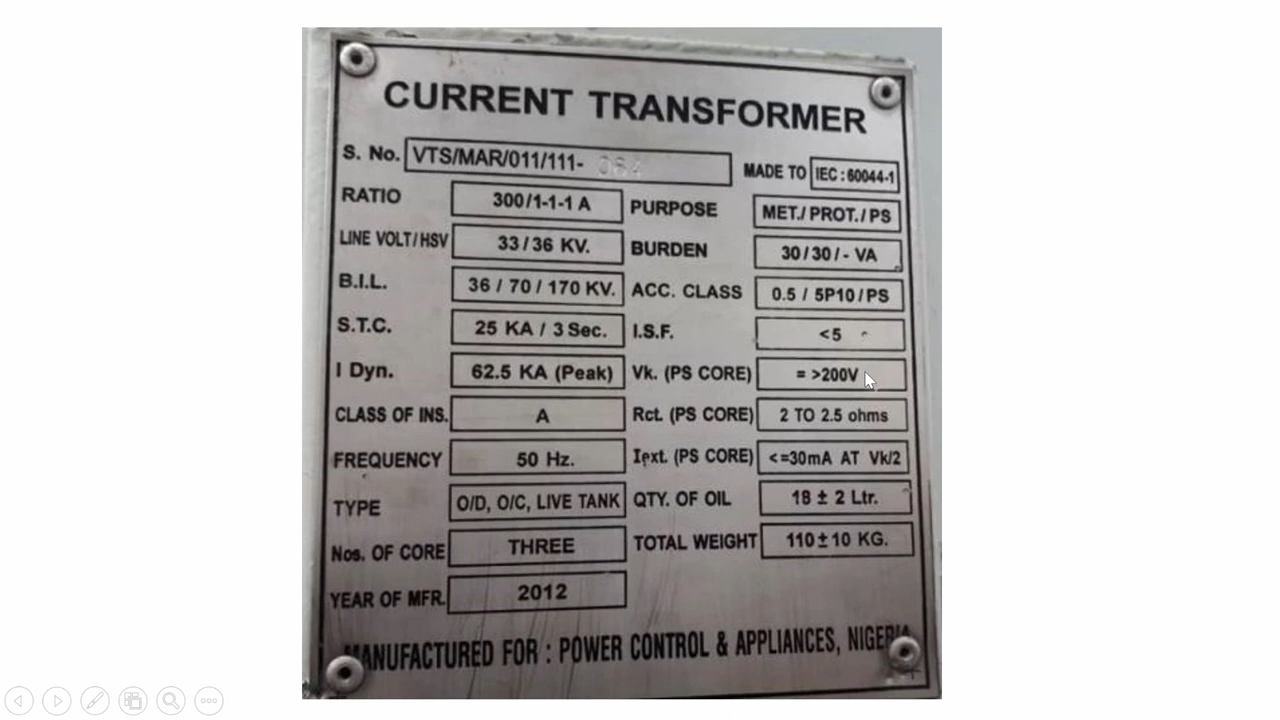 CURRENT TRANSFORMER
S. No. VTS/MAR/011/111- MADE TO IEC : 60044-1
RATIO 300/1-1-1 A PURPOSE MET./ PROT./ PS
LINE VOLT/HSV 33/36 KV. BURDEN 30/30/- VA
B.I.L. 36 / 70 / 170 KV. ACC. CLASS 0.5 / 5P10/PS
S.T.C. 25 KA / 3 Sec. I.S.F. <5
I Dyn. 62.5 KA (Peak) Vk. (PS CORE) = >200V
CLASS OF INS. A Rct. (PS CORE) 2 TO 2.5 ohms
FREQUENCY 50 Hz. Iext. (PS CORE) <=30mA AT Vk/2
TYPE O/D, O/C, LIVE TANK QTY. OF OIL 18 ± 2 Ltr.
Nos. OF CORE THREE TOTAL WEIGHT 110±10 KG.
YEAR OF MFR. 2012
MANUFACTURED FOR : POWER CONTROL & APPLIANCES, NIGERIA